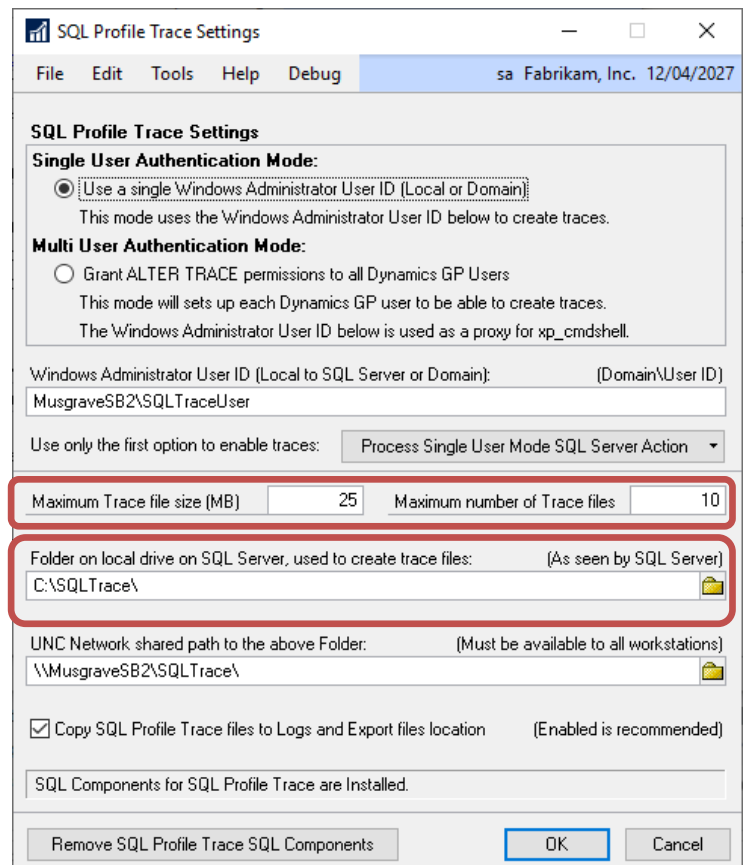 SQL Profile Trace Settings
File Edit Tools Help Debug sa Fabrikam, Inc. 12/04/2027
SQL Profile Trace Settings
Single User Authentication Mode:
Use a single Windows Administrator User ID (Local or Domain)
This mode uses the Windows Administrator User ID below to create traces.
Multi User Authentication Mode:
Grant ALTER TRACE permissions to all Dynamics GP Users
This mode will sets up each Dynamics GP user to be able to create traces.
The Windows Administrator User ID below is used as a proxy for xp_cmdshell.
Windows Administrator User ID (Local to SQL Server or Domain): (Domain\User ID)
MusgraveSB2\SQLTraceUser
Use only the first option to enable traces: Process Single User Mode SQL Server Action
Maximum Trace file size (MB) 25 Maximum number of Trace files 10
Folder on local drive on SQL Server, used to create trace files: (As seen by SQL Server)
C:\SQLTrace\
UNC Network shared path to the above Folder: (Must be available to all workstations)
\\MusgraveSB2\SQLTrace\
Copy SQL Profile Trace files to Logs and Export files location (Enabled is recommended)
SQL Components for SQL Profile Trace are Installed.
Remove SQL Profile Trace SQL Components OK Cancel